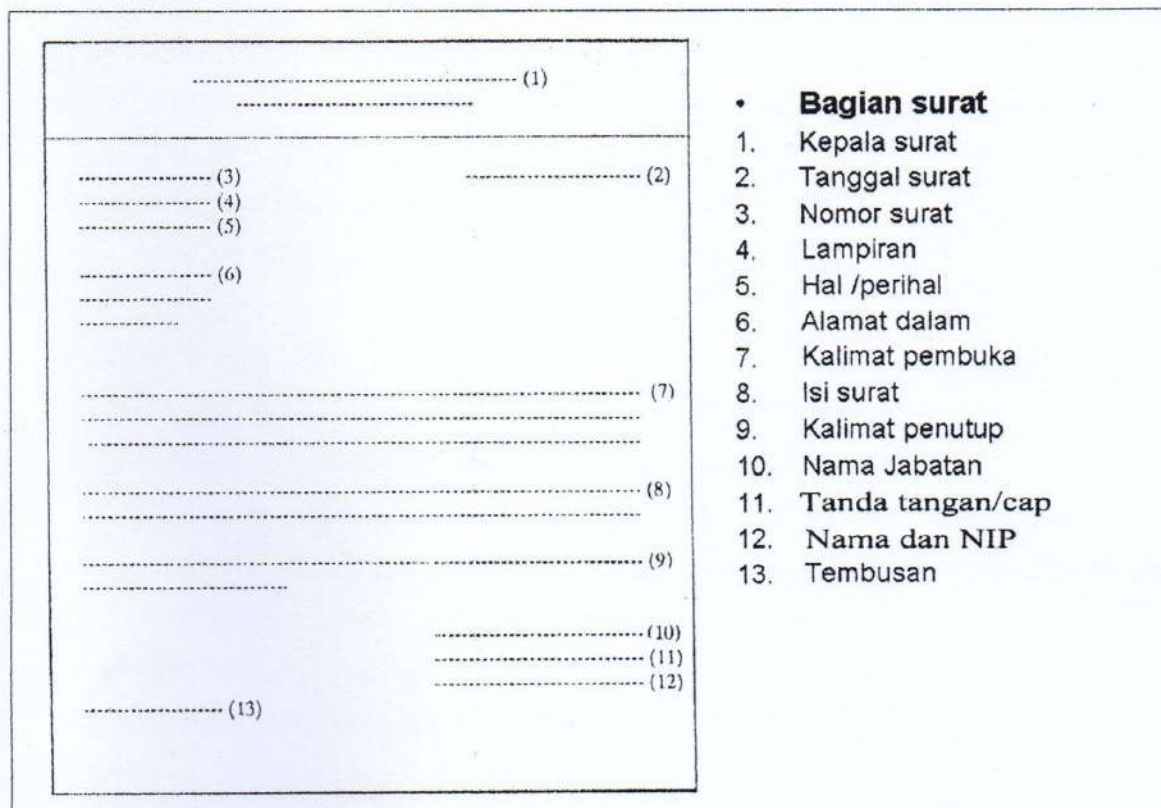 (1)
(3) (2)
(4)
(5)
(6)
(7)
(8)
(9)
(10)
(11)
(12)
(13)
• Bagian surat
1. Kepala surat
2. Tanggal surat
3. Nomor surat
4. Lampiran
5. Hal /perihal
6. Alamat dalam
7. Kalimat pembuka
8. Isi surat
9. Kalimat penutup
10. Nama Jabatan
11. Tanda tangan/cap
12. Nama dan NIP
13. Tembusan